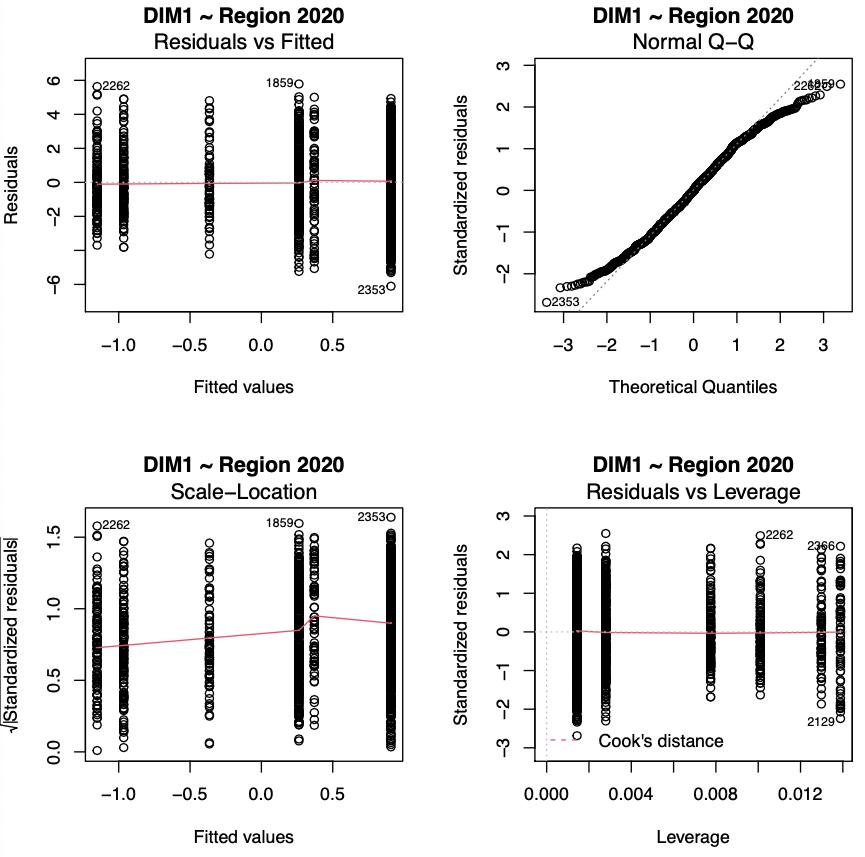 DIM1 ~ Region 2020
Residuals vs Fitted
6
4
2
0
−2
−6
Residuals
2262
1859
2353
−1.0 −0.5 0.0 0.5
Fitted values
DIM1 ~ Region 2020
Normal Q−Q
3
2
1
0
−1
−2
Standardized residuals
1859
2353
−3 −2 −1 0 1 2 3
Theoretical Quantiles
DIM1 ~ Region 2020
Scale−Location
1.5
1.0
0.5
0.0
√|Standardized residuals|
2262
1859
2353
−1.0 −0.5 0.0 0.5
Fitted values
DIM1 ~ Region 2020
Residuals vs Leverage
3
2
1
0
−1
−2
−3
Standardized residuals
2262
2366
2129
Cook's distance
0.000 0.004 0.008 0.012
Leverage